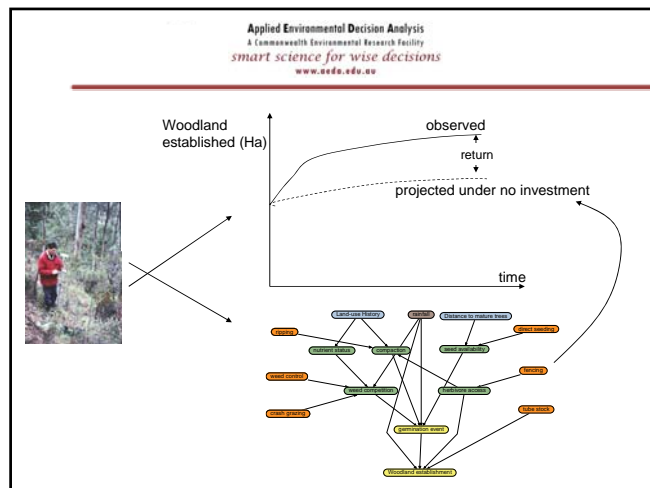 Applied Environmental Decision Analysis
A Commonwealth Environmental Research Facility
smart science for wise decisions
www.aeda.edu.au
Woodland
established (Ha)
observed
return
projected under no investment
time
Land-use History
rainfall
Distance to mature trees
ripping
direct seeding
nutrient status
compaction
seed availability
weed control
fencing
weed competition
herbivore access
crash grazing
tube stock
germination event
Woodland establishment